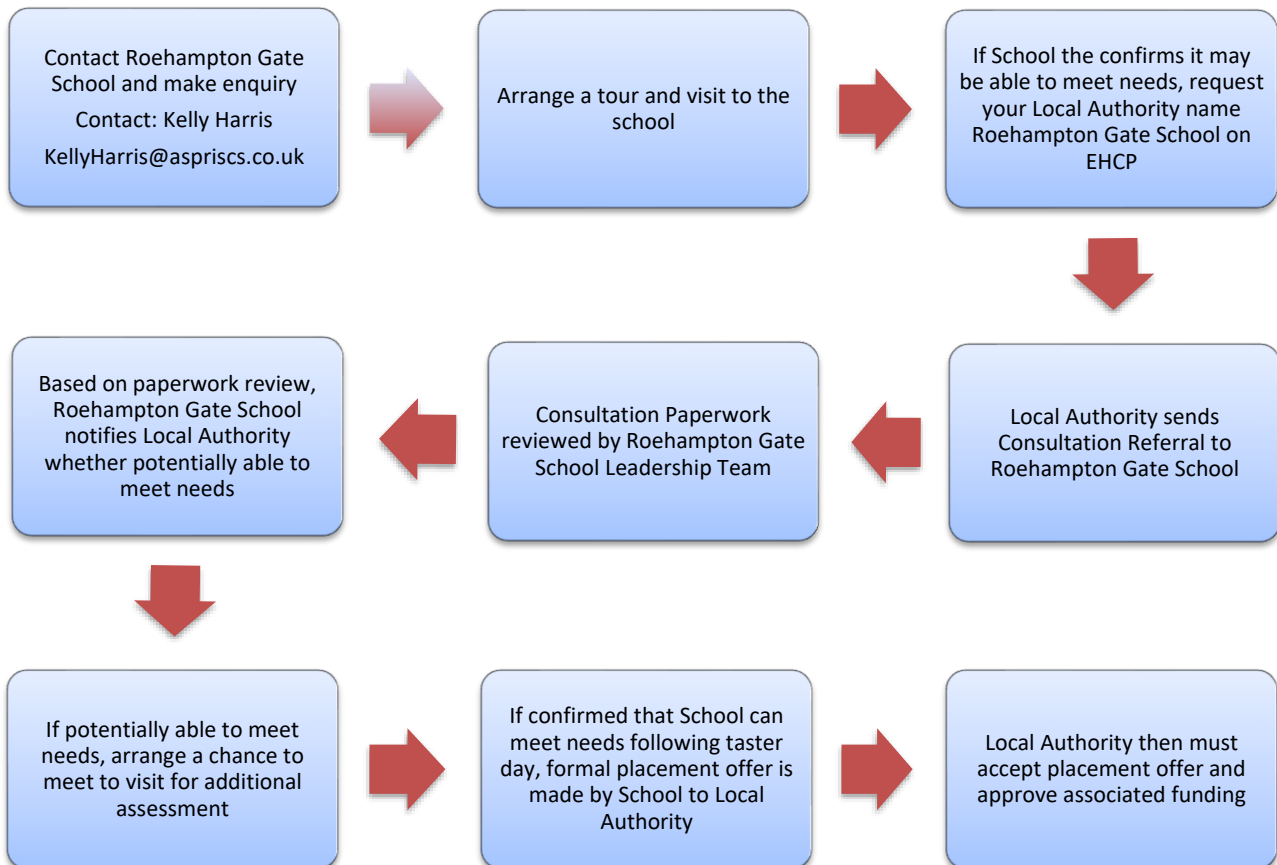 Contact Roehampton Gate
School and make enquiry
Contact: Kelly Harris
KellyHarris@aspriscs.co.uk
Arrange a tour and visit to the
school
If School the confirms it may
be able to meet needs, request
your Local Authority name
Roehampton Gate School on
EHCP
Local Authority sends
Consultation Referral to
Roehampton Gate School
Consultation Paperwork
reviewed by Roehampton Gate
School Leadership Team
Based on paperwork review,
Roehampton Gate School
notifies Local Authority
whether potentially able to
meet needs
If potentially able to meet
needs, arrange a chance to
meet to visit for additional
assessment
If confirmed that School can
meet needs following taster
day, formal placement offer is
made by School to Local
Authority
Local Authority then must
accept placement offer and
approve associated funding